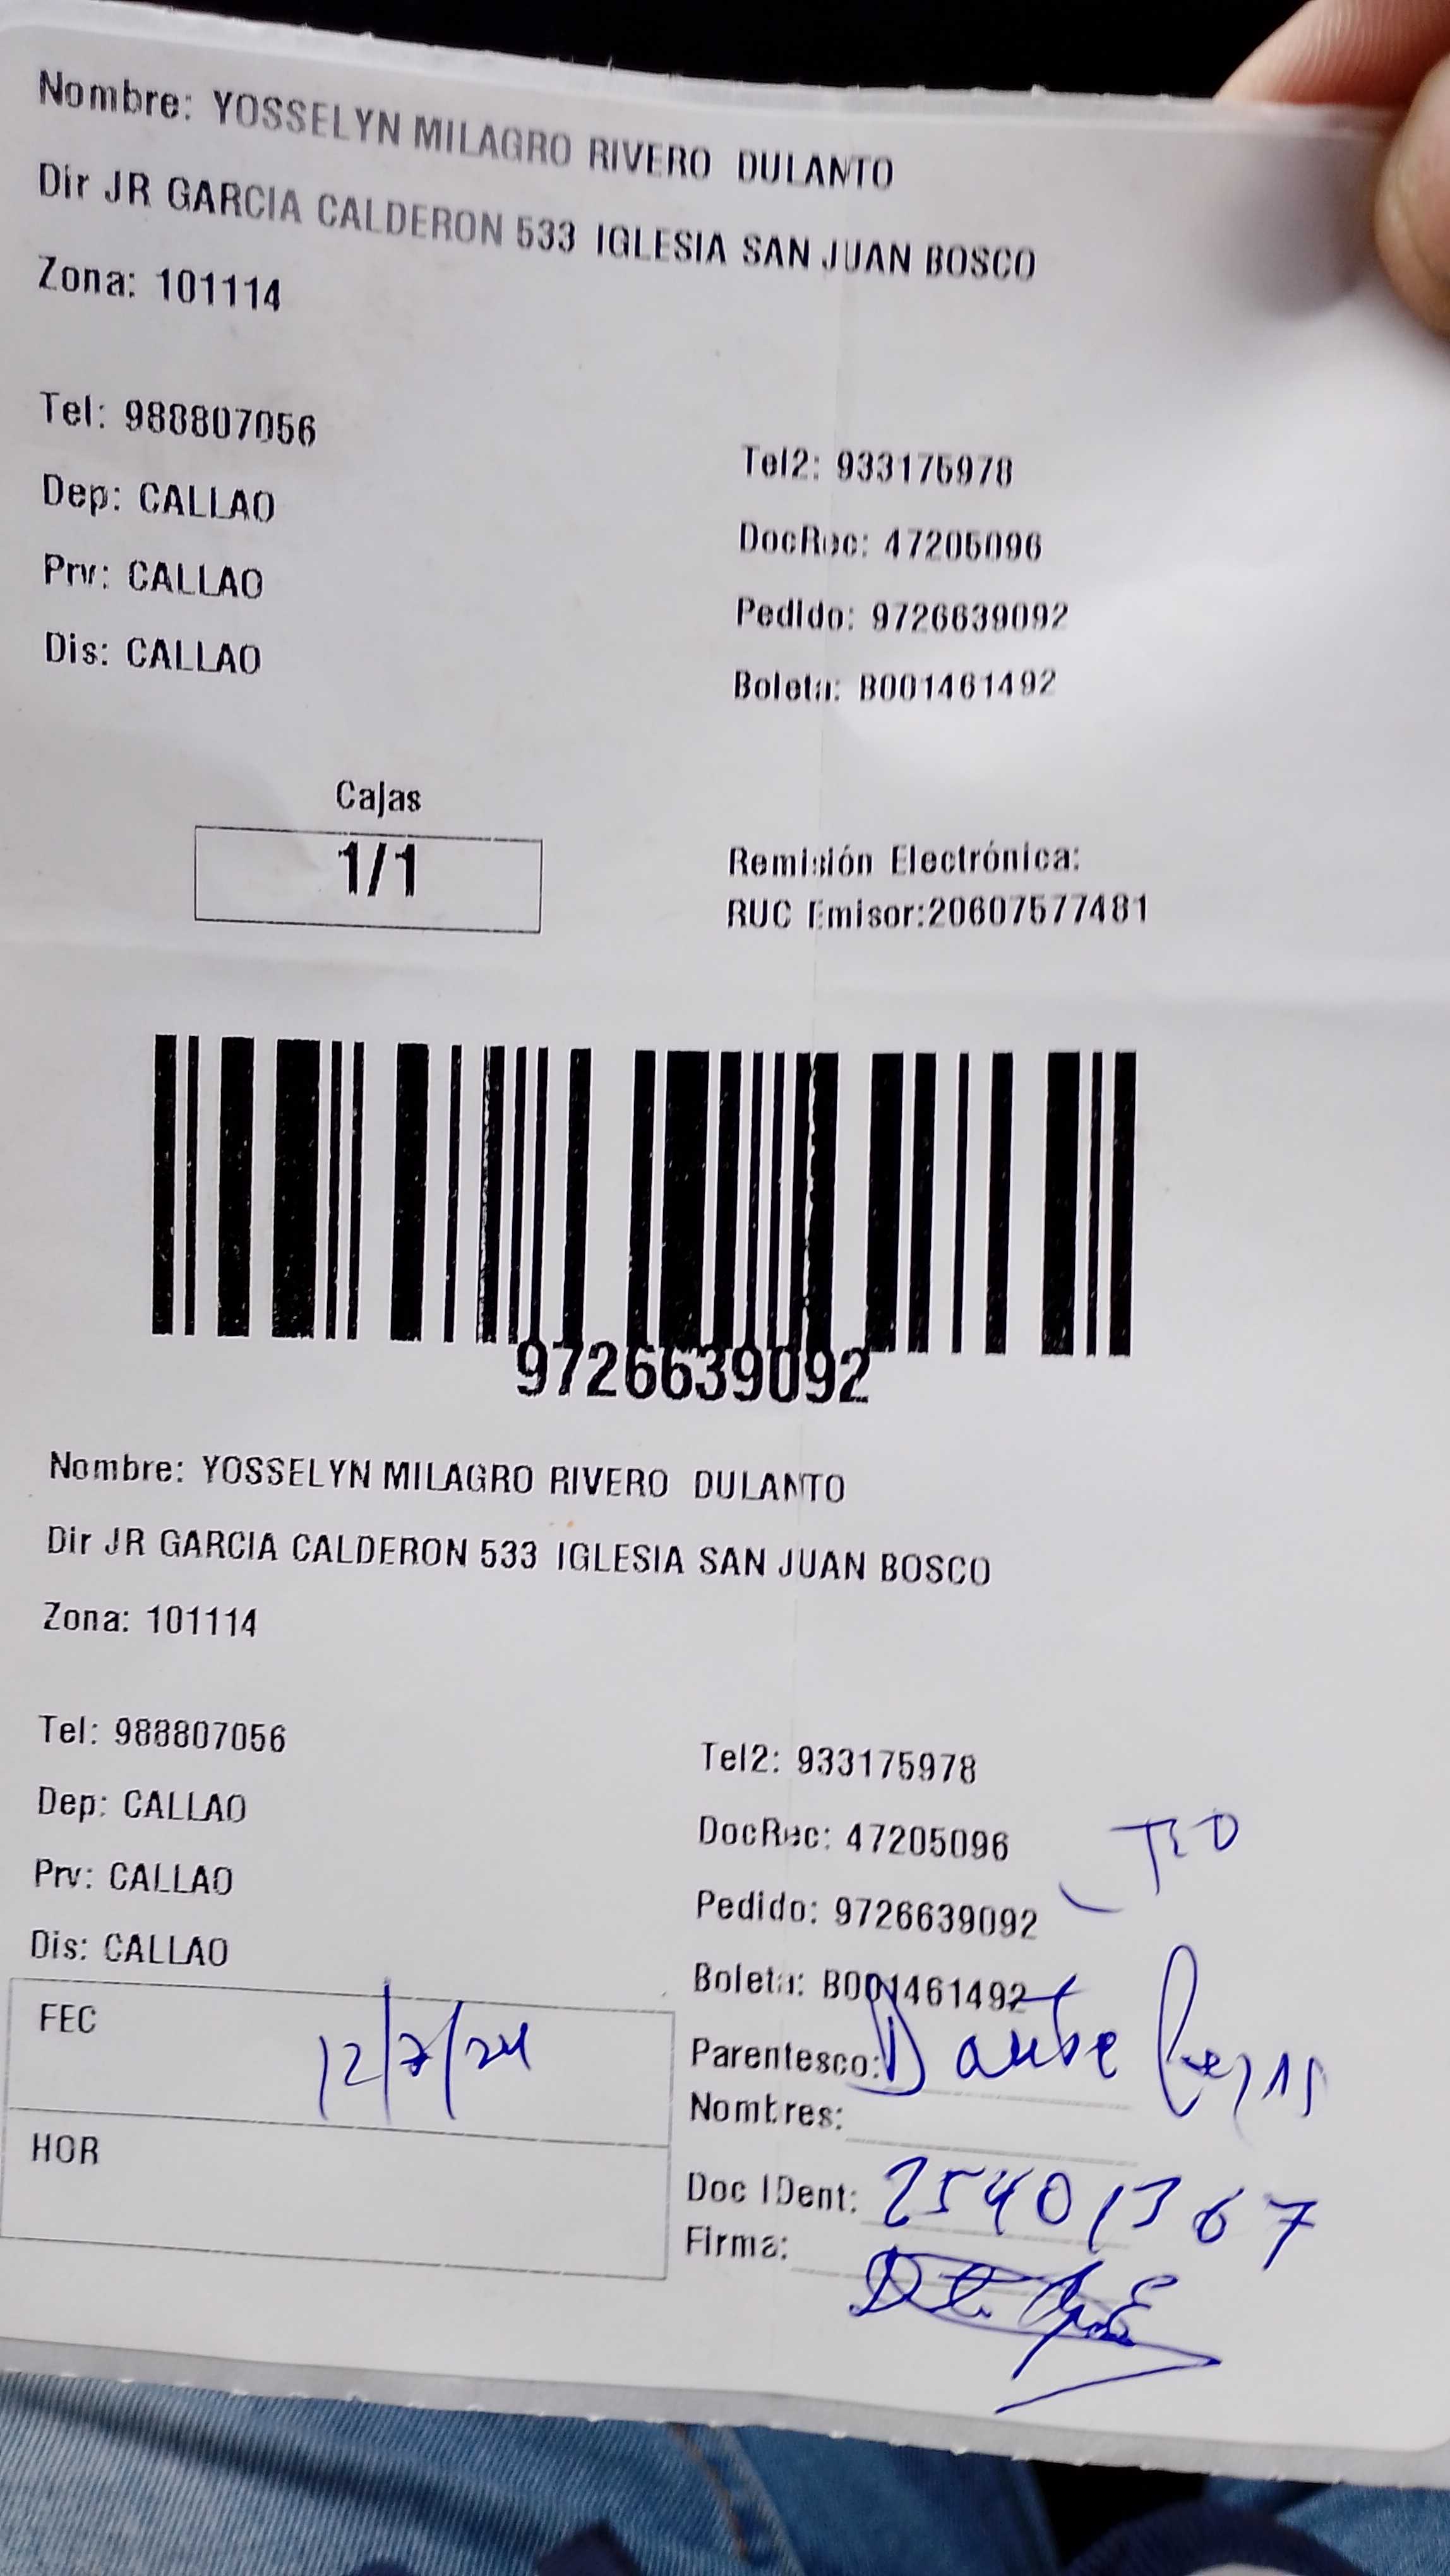 Nombre: YOSSELYN MILAGRO RIVERO DULANTO
Dir JR GARCIA CALDERON 533 IGLESIA SAN JUAN BOSCO
Zona: 101114
Tel: 988807056
Tel2: 933175978
Dep: CALLAO
DocRec: 47205096
Prv: CALLAO
Pedido: 9726639092
Dis: CALLAO
Boleta: B001461492
Cajas
1/1
Remisión Electrónica:
RUC Emisor:20607577481
9726639092
Nombre: YOSSELYN MILAGRO RIVERO DULANTO
Dir JR GARCIA CALDERON 533 IGLESIA SAN JUAN BOSCO
Zona: 101114
Tel: 988807056
Tel2: 933175978
Dep: CALLAO
DocRec: 47205096
Prv: CALLAO
Pedido: 9726639092
Dis: CALLAO
Boleta: B001461492
FEC 12/7/24
Parentesco: Dante
Nombres:
HOR
Doc IDent: 25401367
Firma: